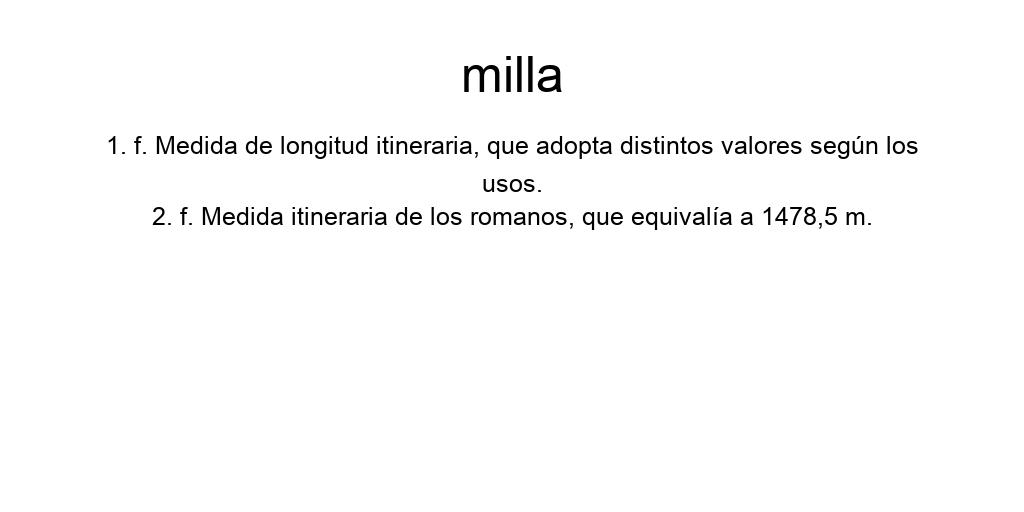 milla
1. f. Medida de longitud itineraria, que adopta distintos valores según los
usos.
2. f. Medida itineraria de los romanos, que equivalía a 1478,5 m.